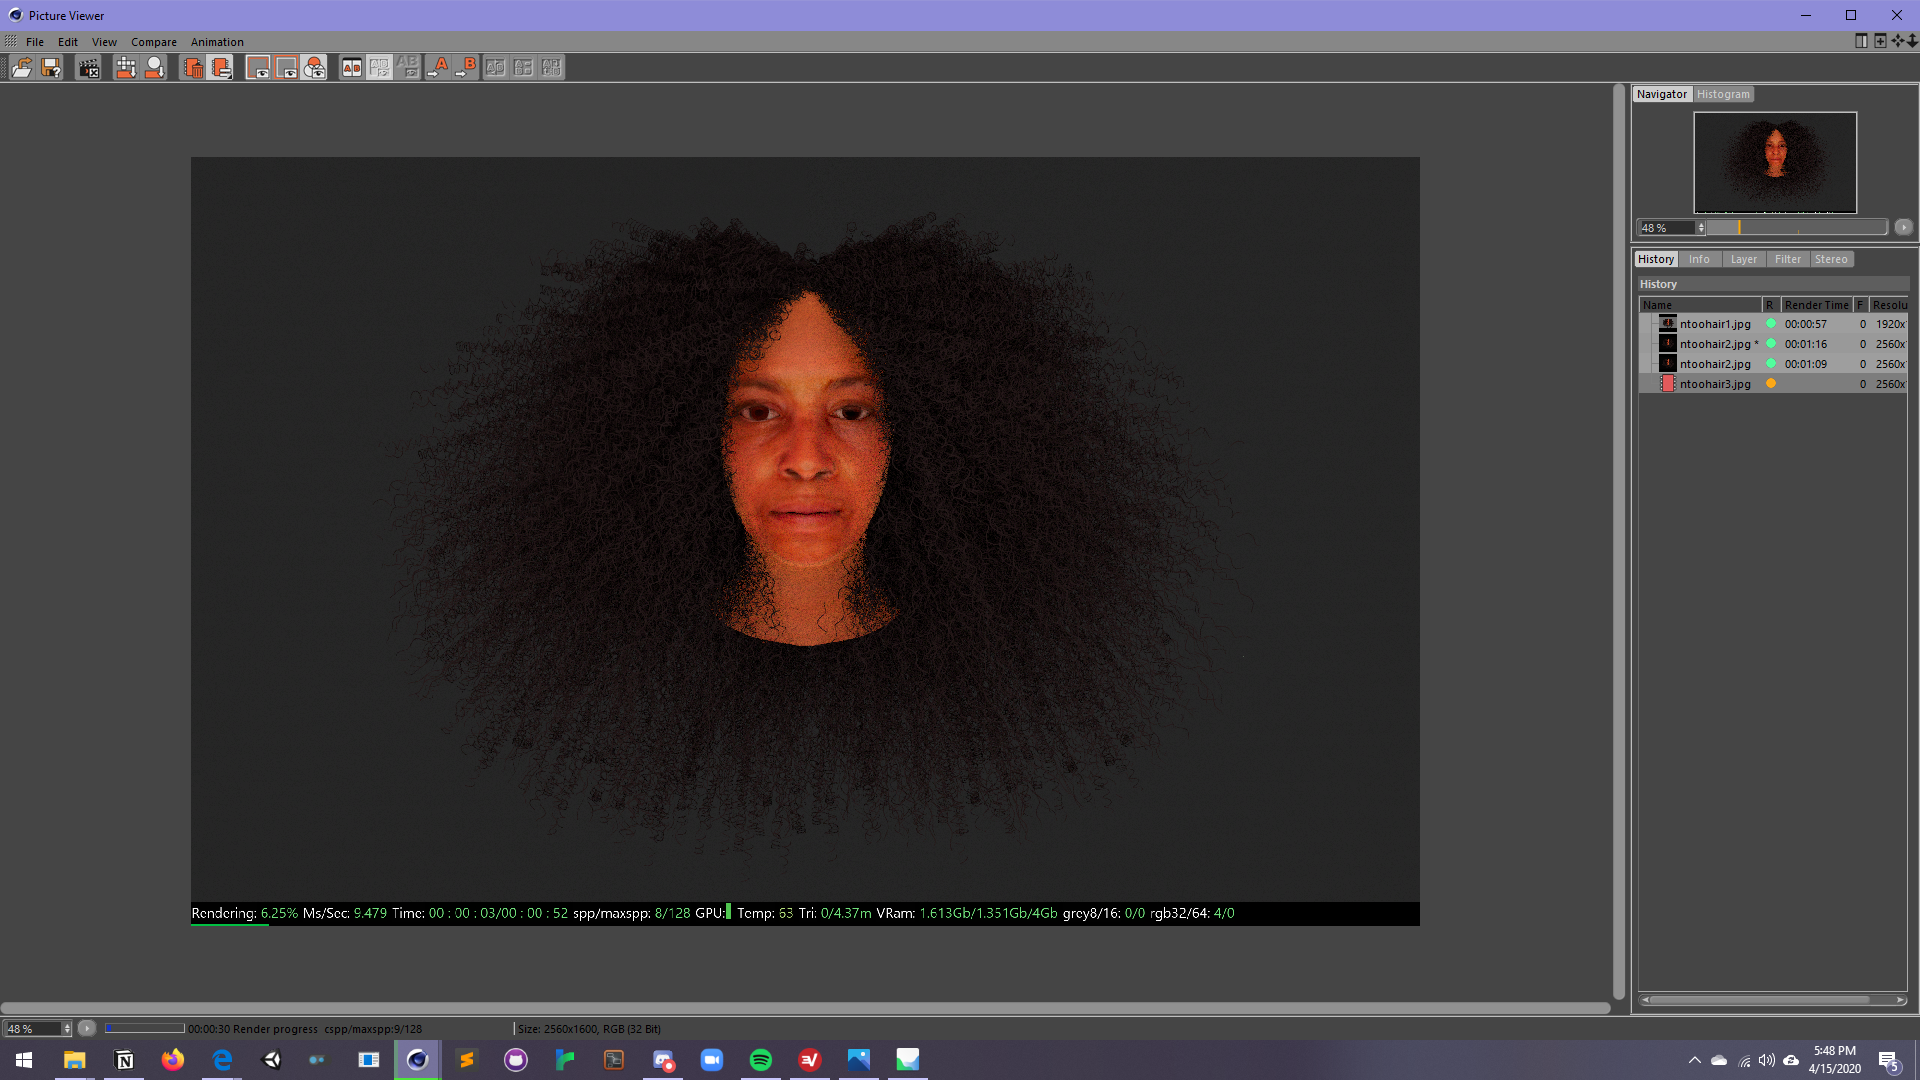 Picture Viewer
File Edit View Compare Animation
Navigator Histogram
48 %
History Info Layer Filter Stereo
History
Name R Render Time F Resolu
ntoohair1.jpg 00:00:57 0 1920x
ntoohair2.jpg * 00:01:16 0 2560x
ntoohair2.jpg 00:01:09 0 2560x
ntoohair3.jpg 0 2560x
Rendering: 6.25% Ms/Sec: 9.479 Time: 00 : 00 : 03/00 : 00 : 52 spp/maxspp: 8/128 GPU: Temp: 63 Tri: 0/4.37m VRam: 1.613Gb/1.351Gb/4Gb grey8/16: 0/0 rgb32/64: 4/0
48 % 00:00:30 Render progress cspp/maxspp:9/128 Size: 2560x1600, RGB (32 Bit)
5:48 PM
4/15/2020
5